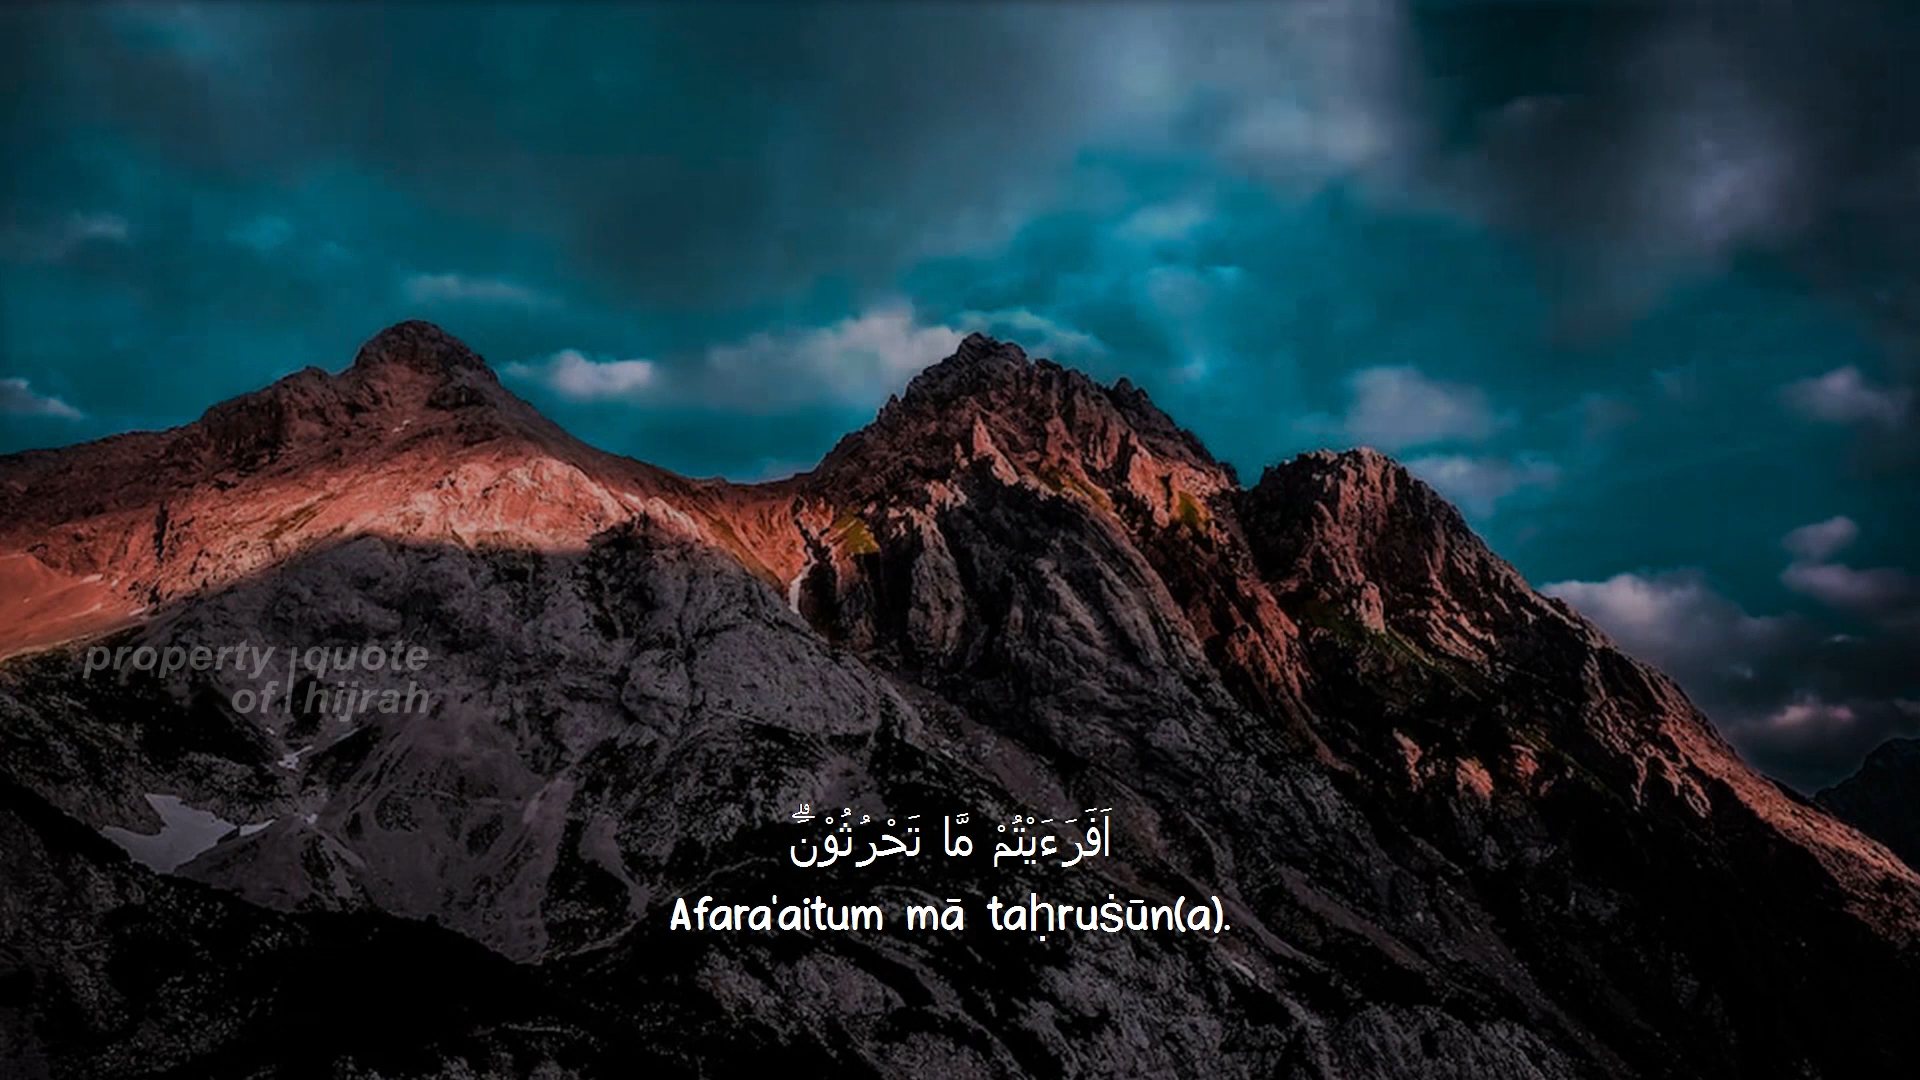 property | quote
of | hijrah
اَفَرَءَيْتُمْ مَّا تَحْرُثُوْنَۗ
Afara'aitum mā taḥruṡūn(a).